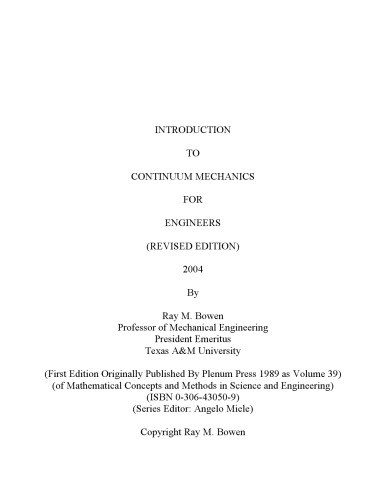 INTRODUCTION
TO
CONTINUUM MECHANICS
FOR
ENGINEERS
(REVISED EDITION)
2004
By
Ray M. Bowen
Professor of Mechanical Engineering
President Emeritus
Texas A&M University
(First Edition Originally Published By Plenum Press 1989 as Volume 39)
(of Mathematical Concepts and Methods in Science and Engineering)
(ISBN 0-306-43050-9)
(Series Editor: Angelo Miele)
Copyright Ray M. Bowen